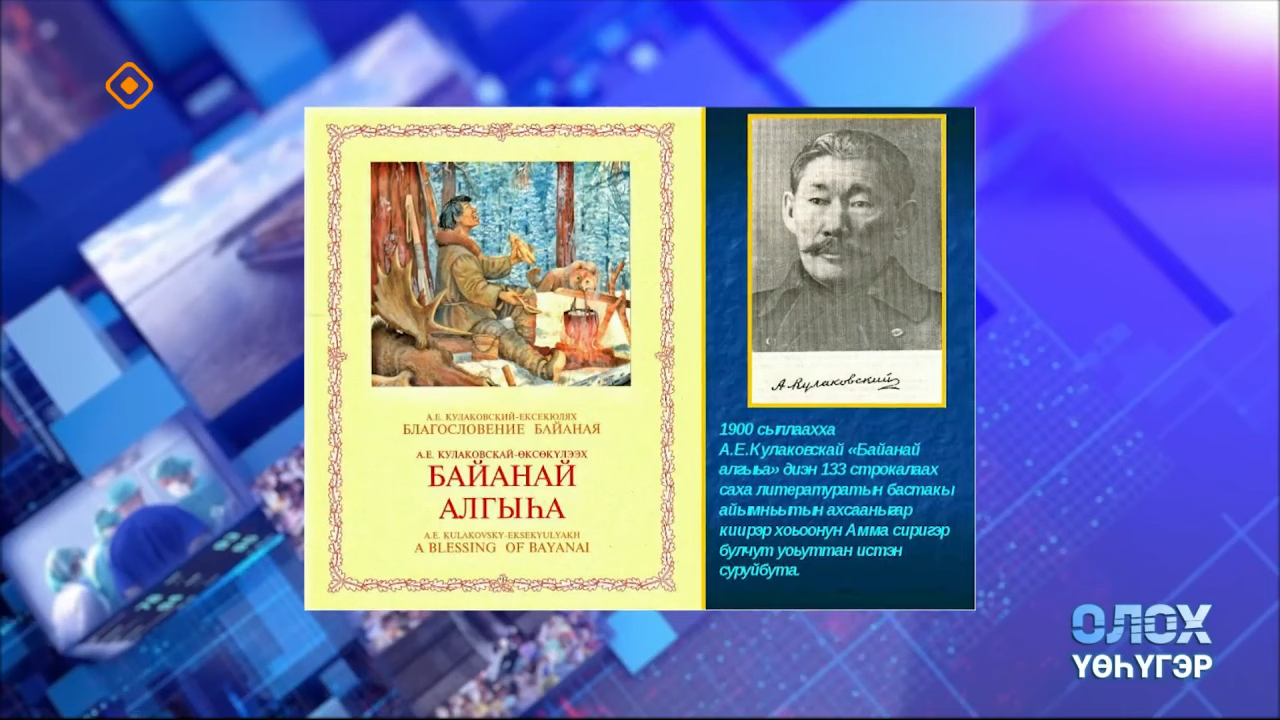 А.Е. КУЛАКОВСКИЙ-ЕКСЕКЮЛЯХ
БЛАГОСЛОВЕНИЕ БАЙАНАЯ
А.Е. КУЛАКОВСКАЙ-ӨКСӨКҮЛЭЭХ
БАЙАНАЙ
АЛГЫҺА
A.E. KULAKOVSKY-EKSEKYULYAKH
A BLESSING OF BAYANAI
А.Кулаковский
1900 сыллаахха
А.Е.Кулаковскай «Байанай
алгыһа» диэн 133 строкалаах
саха литературатын бастакы
айымньытын ахсааныгар
киирэр хоһоонун Амма сиригэр
булчут уоһуттан истэн
суруйбута.
ОЛОХ
ҮӨҺҮГЭР